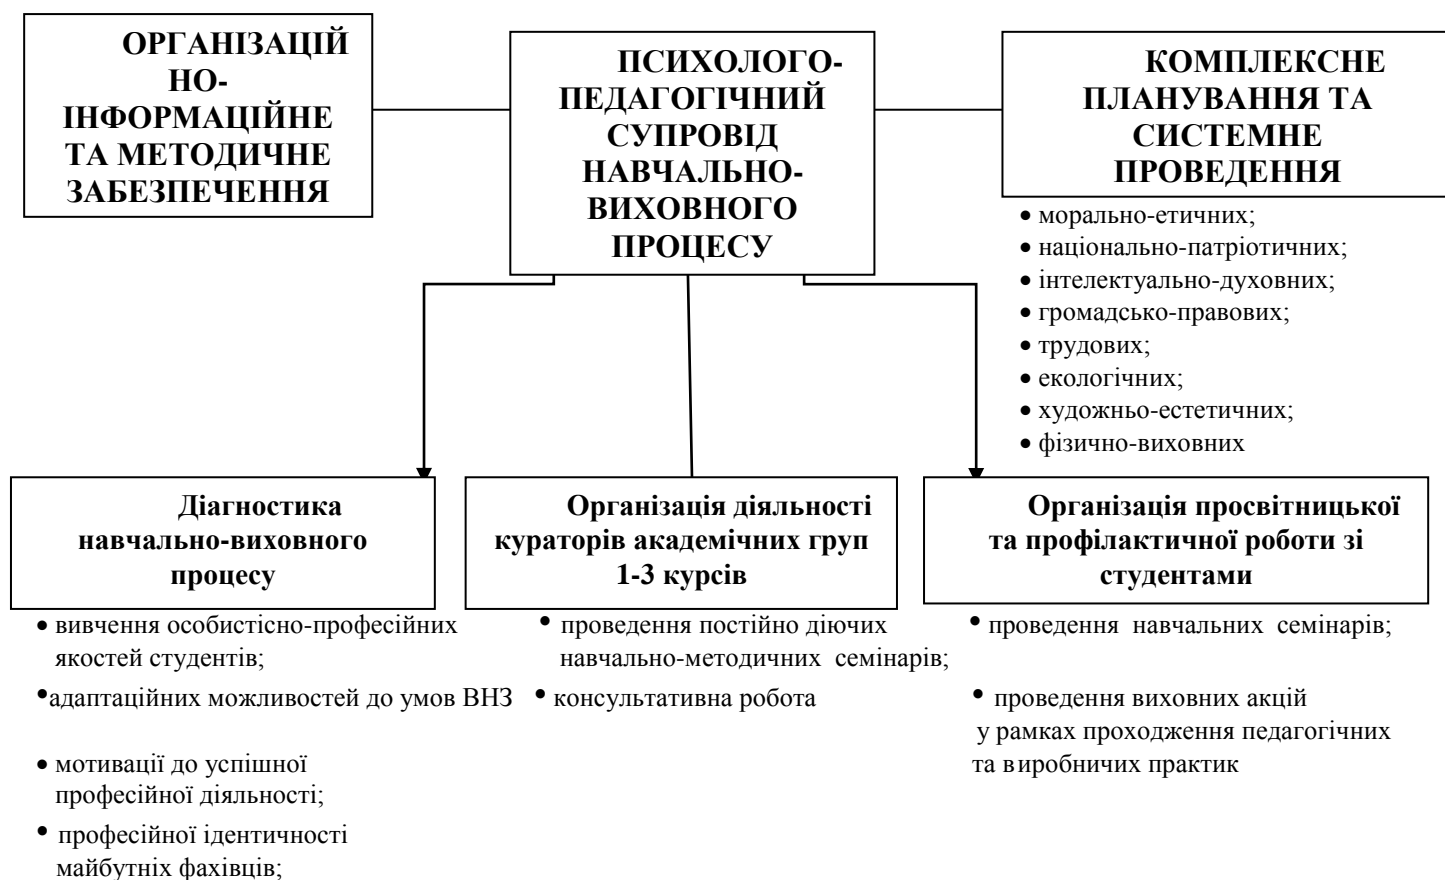 ОРГАНІЗАЦІЙ
НО-
ІНФОРМАЦІЙНЕ
ТА МЕТОДИЧНЕ
ЗАБЕЗПЕЧЕННЯ
ПСИХОЛОГО-
ПЕДАГОГІЧНИЙ
СУПРОВІД
НАВЧАЛЬНО-
ВИХОВНОГО
ПРОЦЕСУ
КОМПЛЕКСНЕ
ПЛАНУВАННЯ ТА
СИСТЕМНЕ
ПРОВЕДЕННЯ
• морально-етичних;
• національно-патріотичних;
• інтелектуально-духовних;
• громадсько-правових;
• трудових;
• екологічних;
• художньо-естетичних;
• фізично-виховних
Діагностика
навчально-виховного
процесу
• вивчення особистісно-професійних
якостей студентів;
•адаптаційних можливостей до умов ВНЗ
• мотивації до успішної
професійної діяльності;
• професійної ідентичності
майбутніх фахівців;
Організація діяльності
кураторів академічних груп
1-3 курсів
• проведення постійно діючих
навчально-методичних семінарів;
• консультативна робота
Організація просвітницької
та профілактичної роботи зі
студентами
• проведення навчальних семінарів;
• проведення виховних акцій
у рамках проходження педагогічних
та виробничих практик